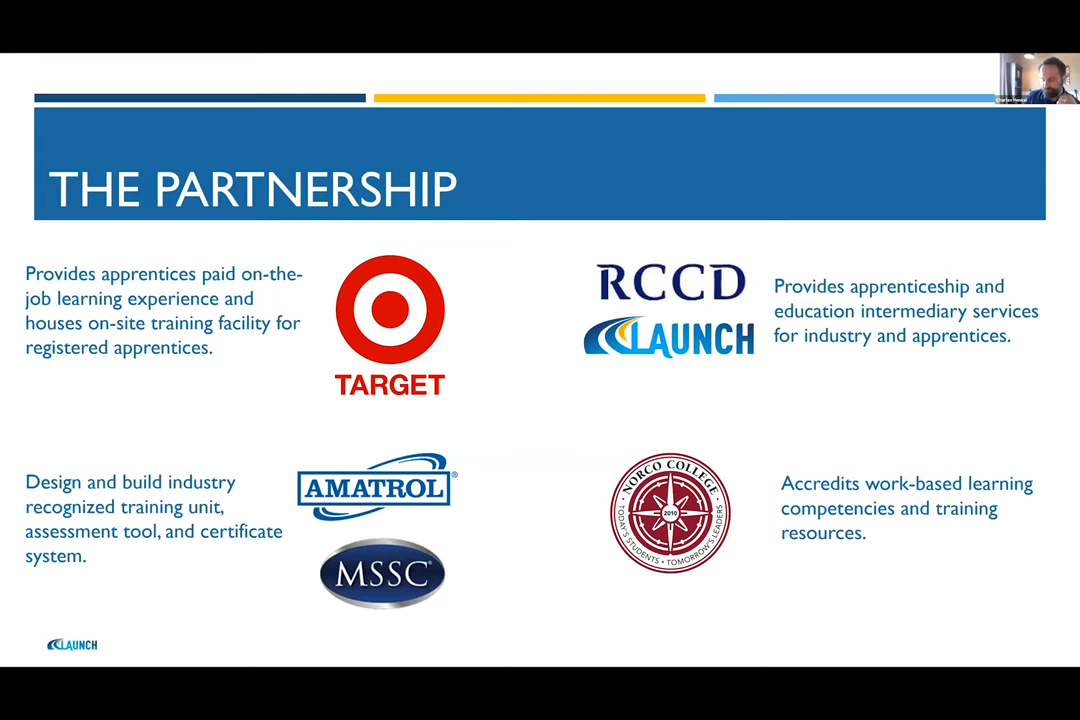 Charles Henkel
THE PARTNERSHIP
Provides apprentices paid on-the-
job learning experience and
houses on-site training facility for
registered apprentices.
TARGET
RCCD
LAUNCH
Provides apprenticeship and
education intermediary services
for industry and apprentices.
Design and build industry
recognized training unit,
assessment tool, and certificate
system.
AMATROL®
MSSC®
NORCO COLLEGE
2010
TODAY'S STUDENTS • TOMORROW'S LEADERS
Accredits work-based learning
competencies and training
resources.
LAUNCH